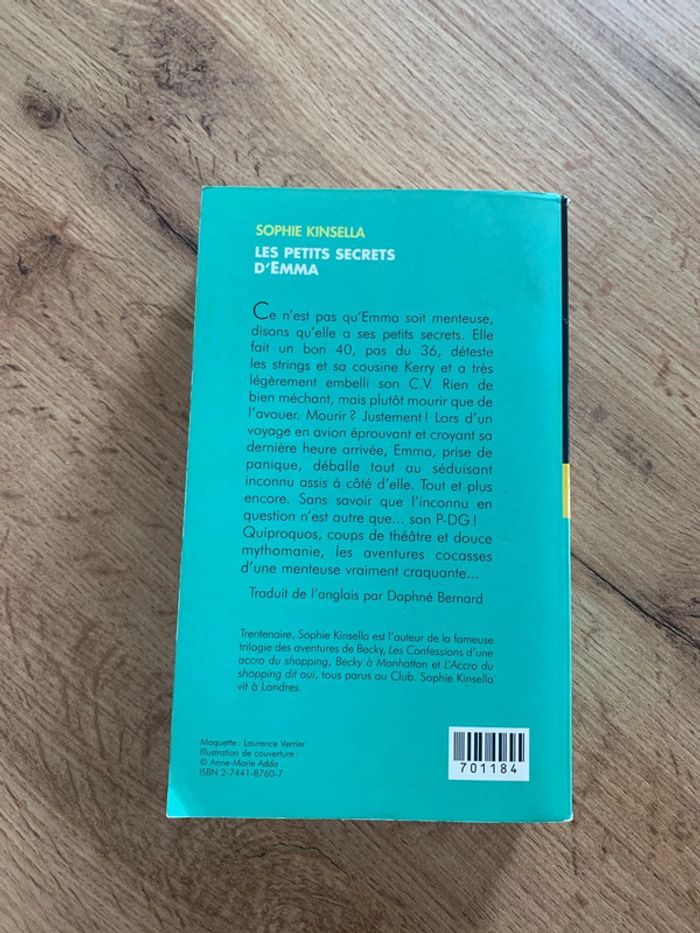 SOPHIE KINSELLA
LES PETITS SECRETS
D'EMMA
Ce n'est pas qu'Emma soit menteuse,
disons qu'elle a ses petits secrets. Elle
fait un bon 40, pas du 36, déteste
les strings et sa cousine Kerry et a très
légèrement embelli son C.V. Rien de
bien méchant, mais plutôt mourir que de
l'avouer. Mourir ? Justement ! Lors d'un
voyage en avion éprouvant et croyant sa
dernière heure arrivée, Emma, prise de
panique, déballe tout au séduisant
inconnu assis à côté d'elle. Tout et plus
encore. Sans savoir que l'inconnu en
question n'est autre que... son P-DG !
Quiproquos, coups de théâtre et douce
mythomanie, les aventures cocasses
d'une menteuse vraiment craquante...
Traduit de l'anglais par Daphné Bernard
Trentenaire, Sophie Kinsella est l'auteur de la fameuse
trilogie des aventures de Becky, Les Confessions d'une
accro du shopping, Becky à Manhattan et L'Accro du
shopping dit oui, tous parus au Club. Sophie Kinsella
vit à Londres.
Maquette : Laurence Verrier
Illustration de couverture :
© Anne-Marie Adda
ISBN 2-7441-8760-7
701184